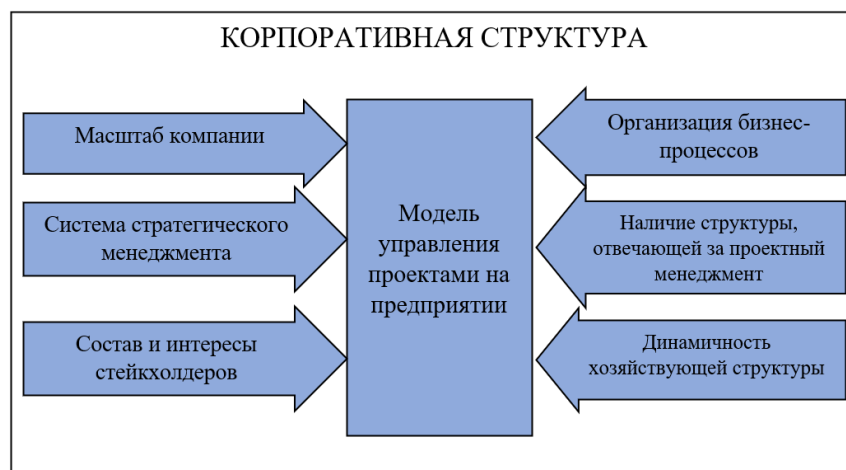 КОРПОРАТИВНАЯ СТРУКТУРА
Масштаб компании
Система стратегического
менеджмента
Состав и интересы
стейкхолдеров
Модель
управления
проектами на
предприятии
Организация бизнес-
процессов
Наличие структуры,
отвечающей за проектный
менеджмент
Динамичность
хозяйствующей структуры